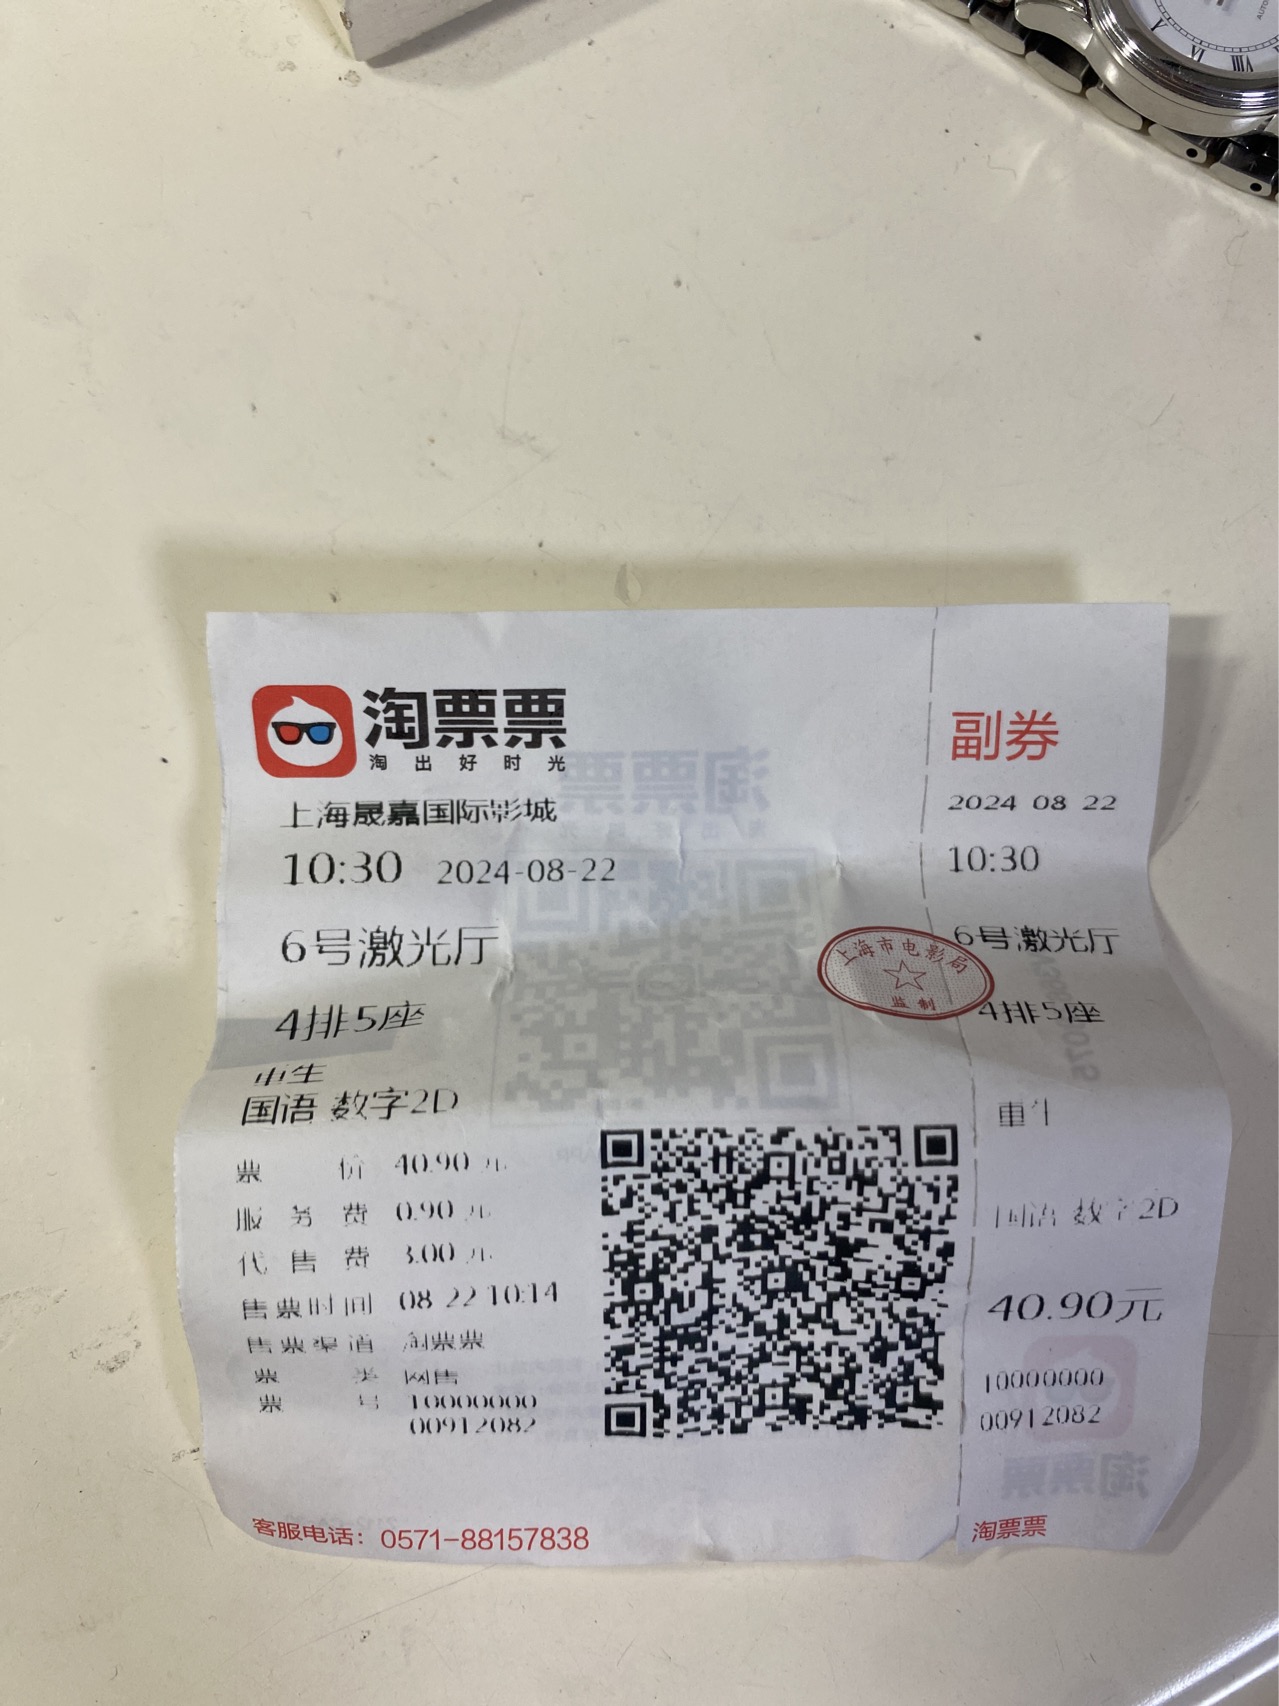 淘票票
淘出好时光
上海晟嘉国际影城
10:30 2024-08-22
6号激光厅
4排5座
国语 数字2D
票价 40.90元
服务费 0.90元
代售费 3.00元
售票时间 08-22 10:14
售票渠道 淘票票
票类 网售
票号 10000000
00912082
客服电话：0571-88157838
上海市电影局
监制
副券
2024 08 22
10:30
6号激光厅
4排5座
国语 数字2D
40.90元
10000000
00912082
淘票票